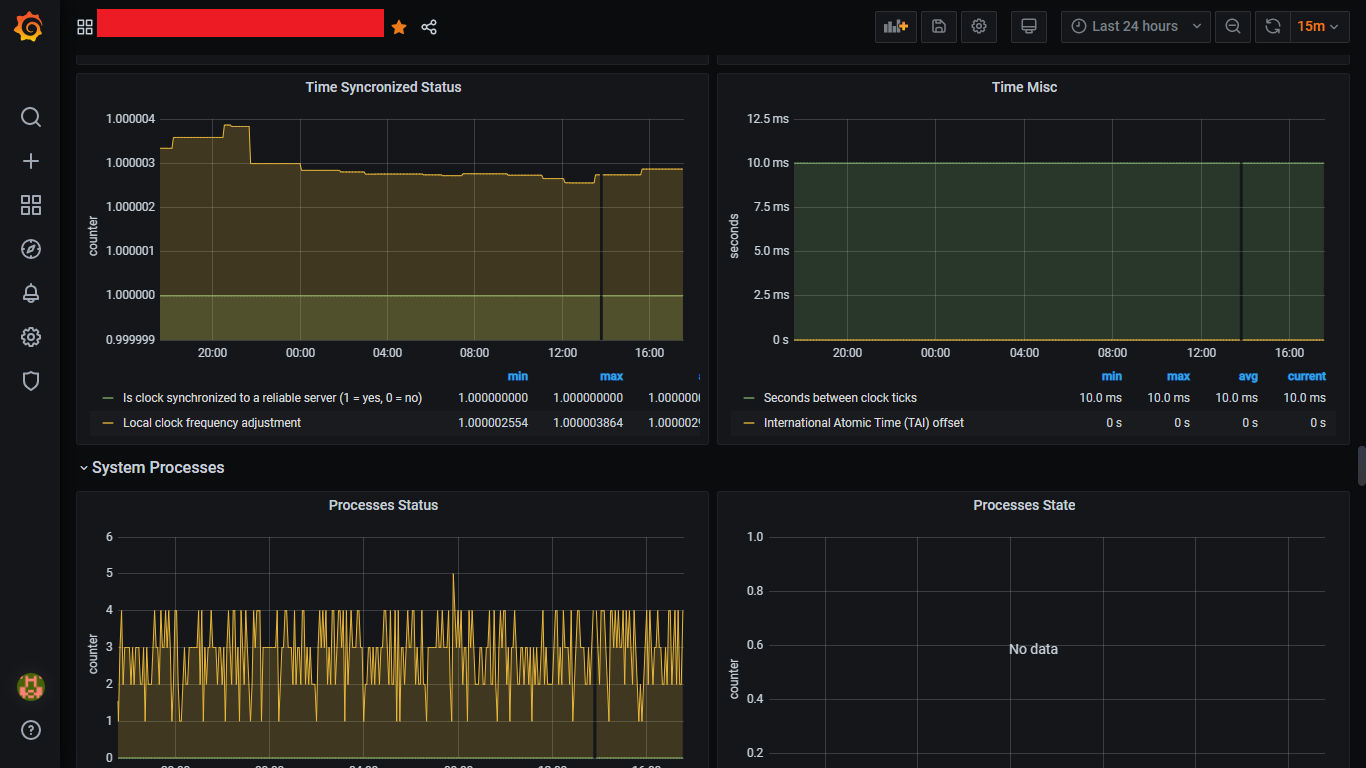 Last 24 hours
15m
Time Syncronized Status
1.000004
1.000003
1.000002
1.000001
1.000000
0.999999
counter
20:00 00:00 04:00 08:00 12:00 16:00
min max
Is clock synchronized to a reliable server (1 = yes, 0 = no) 1.000000000 1.000000000
Local clock frequency adjustment 1.000002554 1.000003864
Time Misc
12.5 ms
10.0 ms
7.5 ms
5.0 ms
2.5 ms
0 s
seconds
20:00 00:00 04:00 08:00 12:00 16:00
min max avg current
Seconds between clock ticks 10.0 ms 10.0 ms 10.0 ms 10.0 ms
International Atomic Time (TAI) offset 0 s 0 s 0 s 0 s
System Processes
Processes Status
6
5
4
3
2
1
0
counter
Processes State
1.0
0.8
0.6
0.4
0.2
counter
No data